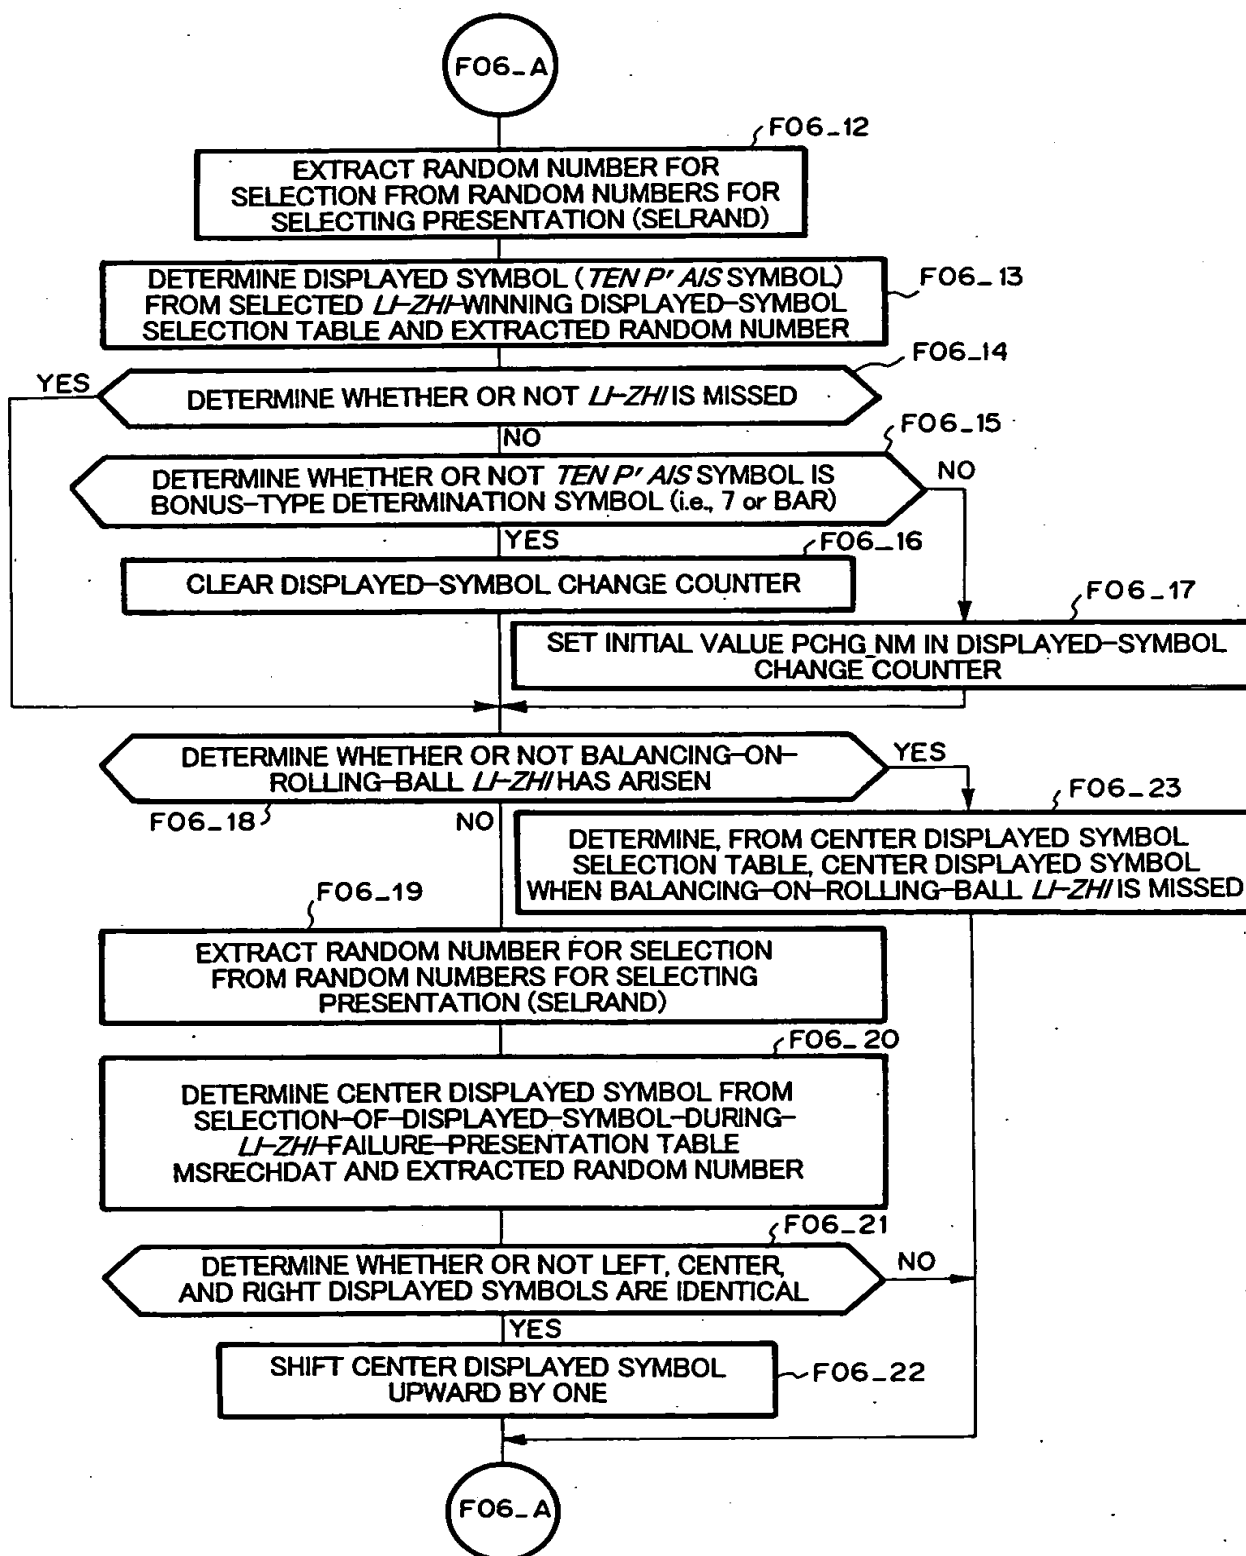 F06_A
F06_12
EXTRACT RANDOM NUMBER FOR
SELECTION FROM RANDOM NUMBERS FOR
SELECTING PRESENTATION (SELRAND)
F06_13
DETERMINE DISPLAYED SYMBOL (TEN P' AIS SYMBOL)
FROM SELECTED LI-ZHI-WINNING DISPLAYED-SYMBOL
SELECTION TABLE AND EXTRACTED RANDOM NUMBER
F06_14
YES
DETERMINE WHETHER OR NOT LI-ZHI IS MISSED
NO
F06_15
DETERMINE WHETHER OR NOT TEN P' AIS SYMBOL IS
BONUS-TYPE DETERMINATION SYMBOL (i.e., 7 or BAR)
NO
YES
F06_16
CLEAR DISPLAYED-SYMBOL CHANGE COUNTER
F06_17
SET INITIAL VALUE PCHG_NM IN DISPLAYED-SYMBOL
CHANGE COUNTER
DETERMINE WHETHER OR NOT BALANCING-ON-
ROLLING-BALL LI-ZHI HAS ARISEN
YES
F06_18
NO
F06_23
DETERMINE, FROM CENTER DISPLAYED SYMBOL
SELECTION TABLE, CENTER DISPLAYED SYMBOL
WHEN BALANCING-ON-ROLLING-BALL LI-ZHI IS MISSED
F06_19
EXTRACT RANDOM NUMBER FOR SELECTION
FROM RANDOM NUMBERS FOR SELECTING
PRESENTATION (SELRAND)
F06_20
DETERMINE CENTER DISPLAYED SYMBOL FROM
SELECTION-OF-DISPLAYED-SYMBOL-DURING-
LI-ZHI-FAILURE-PRESENTATION TABLE
MSRECHDAT AND EXTRACTED RANDOM NUMBER
F06_21
DETERMINE WHETHER OR NOT LEFT, CENTER,
AND RIGHT DISPLAYED SYMBOLS ARE IDENTICAL
NO
YES
SHIFT CENTER DISPLAYED SYMBOL
UPWARD BY ONE
F06_22
F06_A